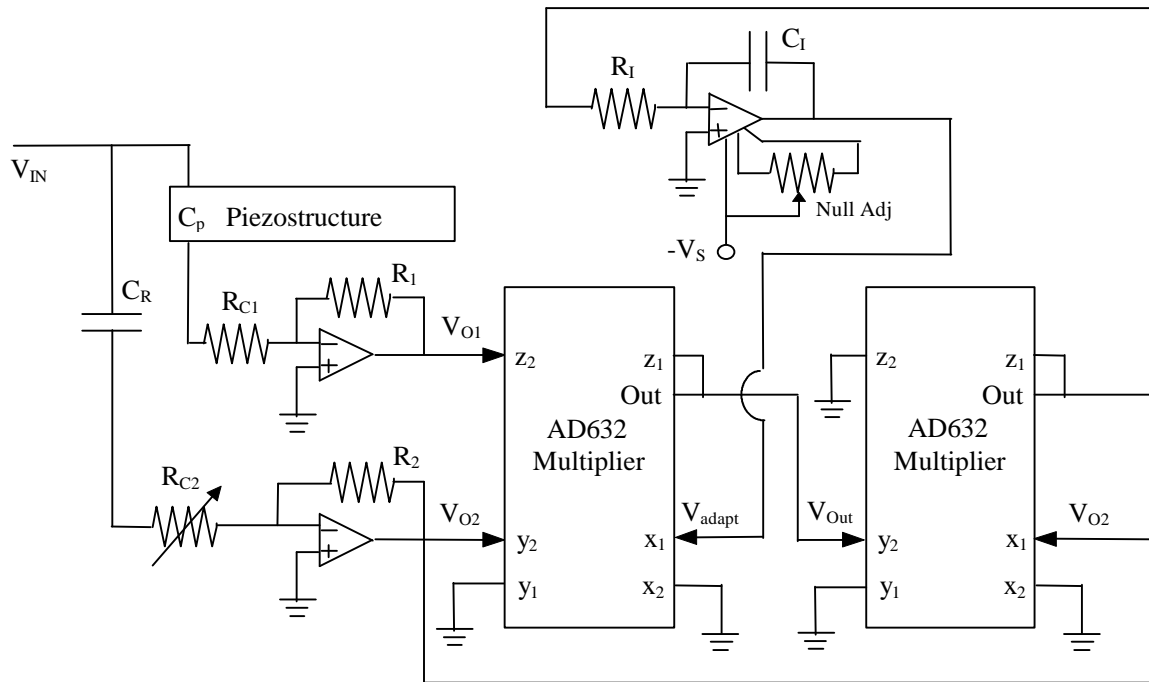 C_I
R_I
V_IN
C_p Piezostructure
Null Adj
-V_S
C_R
R_C1
R_1
V_O1
z_2
z_1
Out
AD632
Multiplier
z_2
z_1
Out
AD632
Multiplier
R_C2
R_2
V_O2
y_2
V_adapt
x_1
V_Out
y_2
V_O2
x_1
y_1
x_2
y_1
x_2